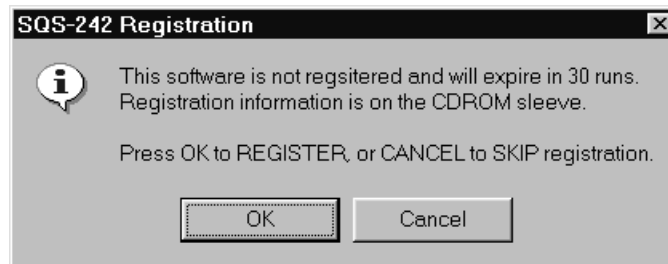 SQS-242 Registration
This software is not regsitered and will expire in 30 runs.
Registration information is on the CDROM sleeve.
Press OK to REGISTER, or CANCEL to SKIP registration.
OK
Cancel